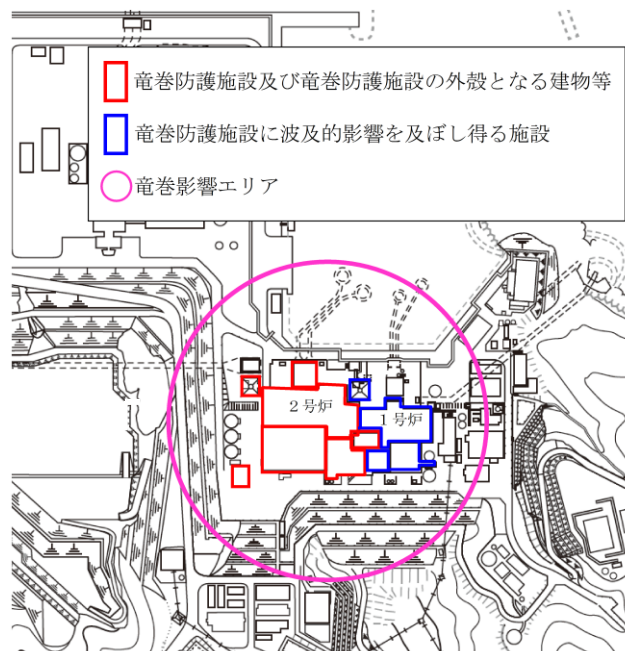 竜巻防護施設及び竜巻防護施設の外殻となる建物等
竜巻防護施設に波及的影響を及ぼし得る施設
竜巻影響エリア
2号炉
1号炉